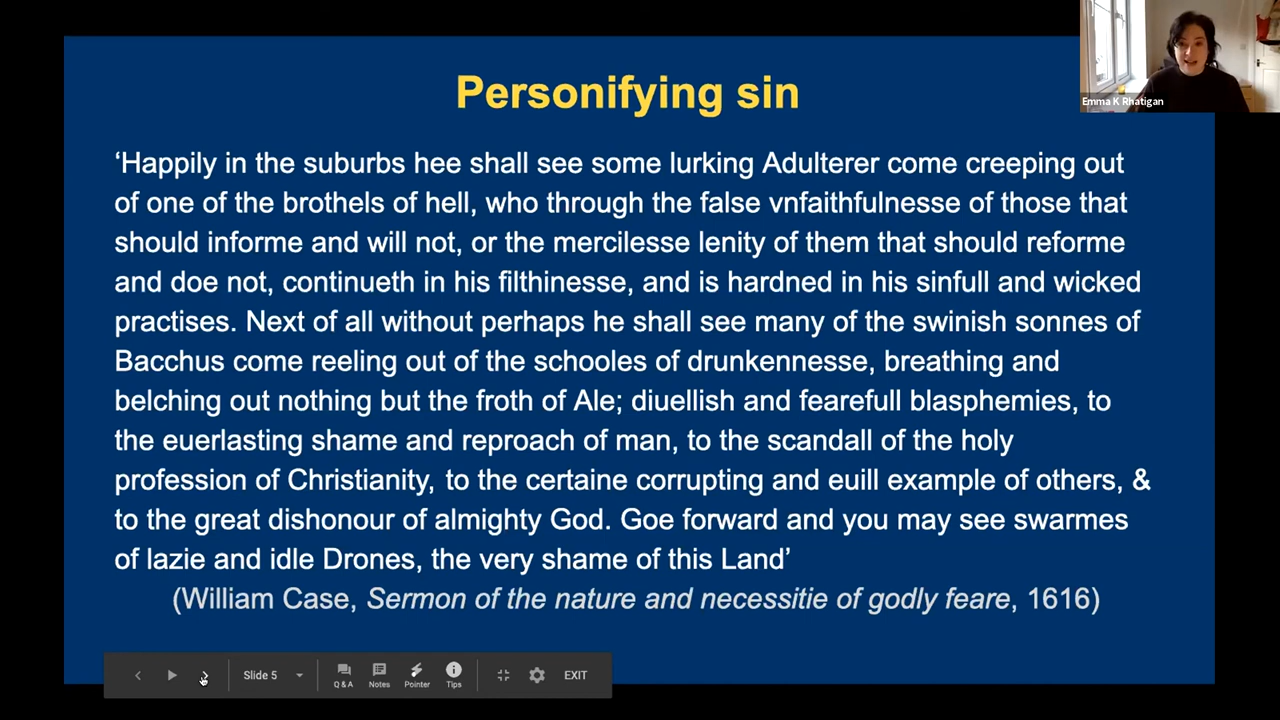 Personifying sin
Emma K Rhatigan
‘Happily in the suburbs hee shall see some lurking Adulterer come creeping out
of one of the brothels of hell, who through the false vnfaithfulnesse of those that
should informe and will not, or the mercilesse lenity of them that should reforme
and doe not, continueth in his filthinesse, and is hardned in his sinfull and wicked
practises. Next of all without perhaps he shall see many of the swinish sonnes of
Bacchus come reeling out of the schooles of drunkennesse, breathing and
belching out nothing but the froth of Ale; diuellish and fearefull blasphemies, to
the euerlasting shame and reproach of man, to the scandall of the holy
profession of Christianity, to the certaine corrupting and euill example of others, &
to the great dishonour of almighty God. Goe forward and you may see swarmes
of lazie and idle Drones, the very shame of this Land’
(William Case, Sermon of the nature and necessitie of godly feare, 1616)
Slide 5
Q & A
Notes
Pointer
Tips
EXIT